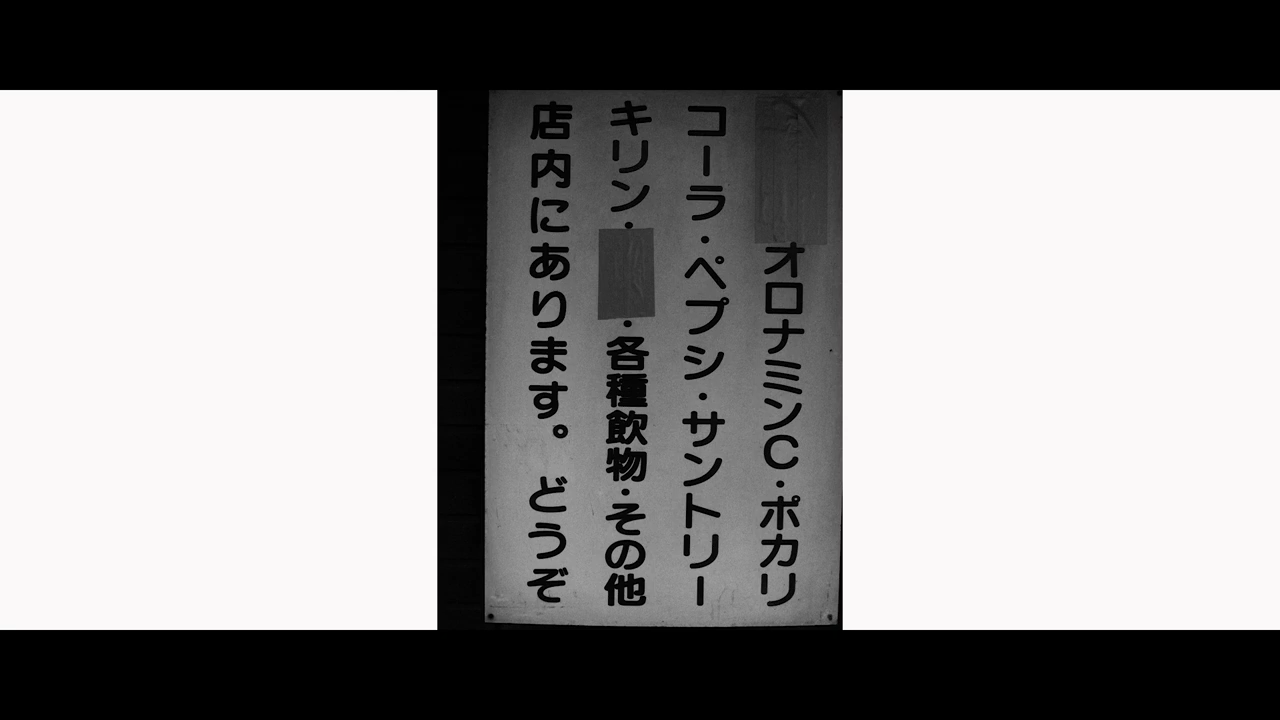 オロナミンC・ポカリ
コーラ・ペプシ・サントリー
キリン・ ・各種飲物・その他
店内にあります。 どうぞ